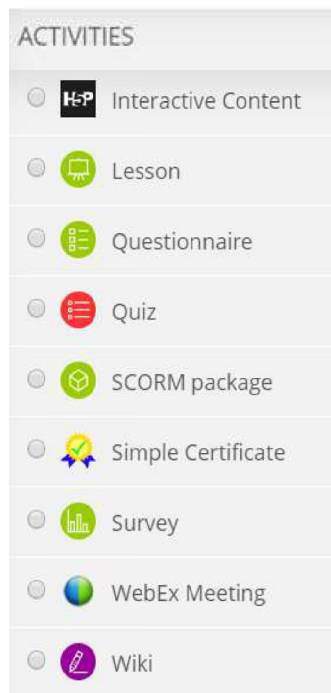 ACTIVITIES
H5P Interactive Content
Lesson
Questionnaire
Quiz
SCORM package
Simple Certificate
Survey
WebEx Meeting
Wiki